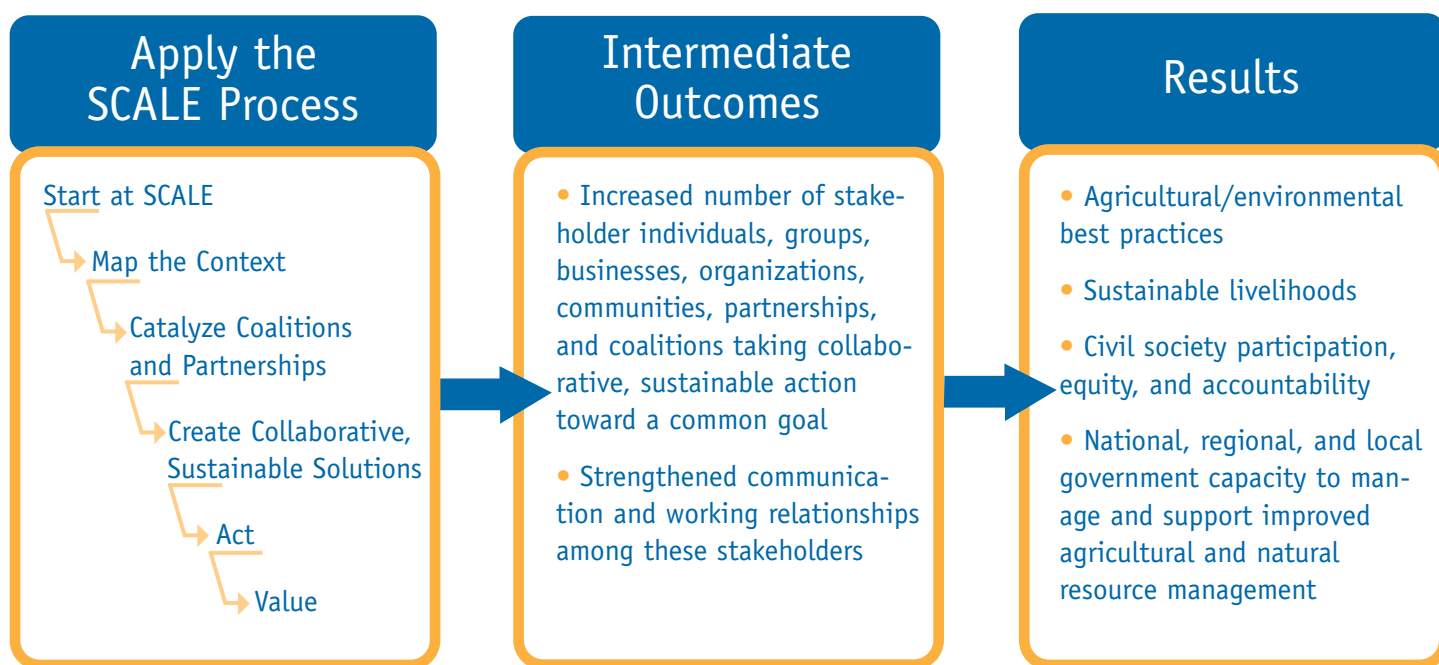 Apply the
SCALE Process
Start at SCALE
Map the Context
Catalyze Coalitions
and Partnerships
Create Collaborative,
Sustainable Solutions
Act
Value
Intermediate
Outcomes
• Increased number of stake-
holder individuals, groups,
businesses, organizations,
communities, partnerships,
and coalitions taking collabo-
rative, sustainable action
toward a common goal
• Strengthened communica-
tion and working relationships
among these stakeholders
Results
• Agricultural/environmental
best practices
• Sustainable livelihoods
• Civil society participation,
equity, and accountability
• National, regional, and local
government capacity to man-
age and support improved
agricultural and natural
resource management